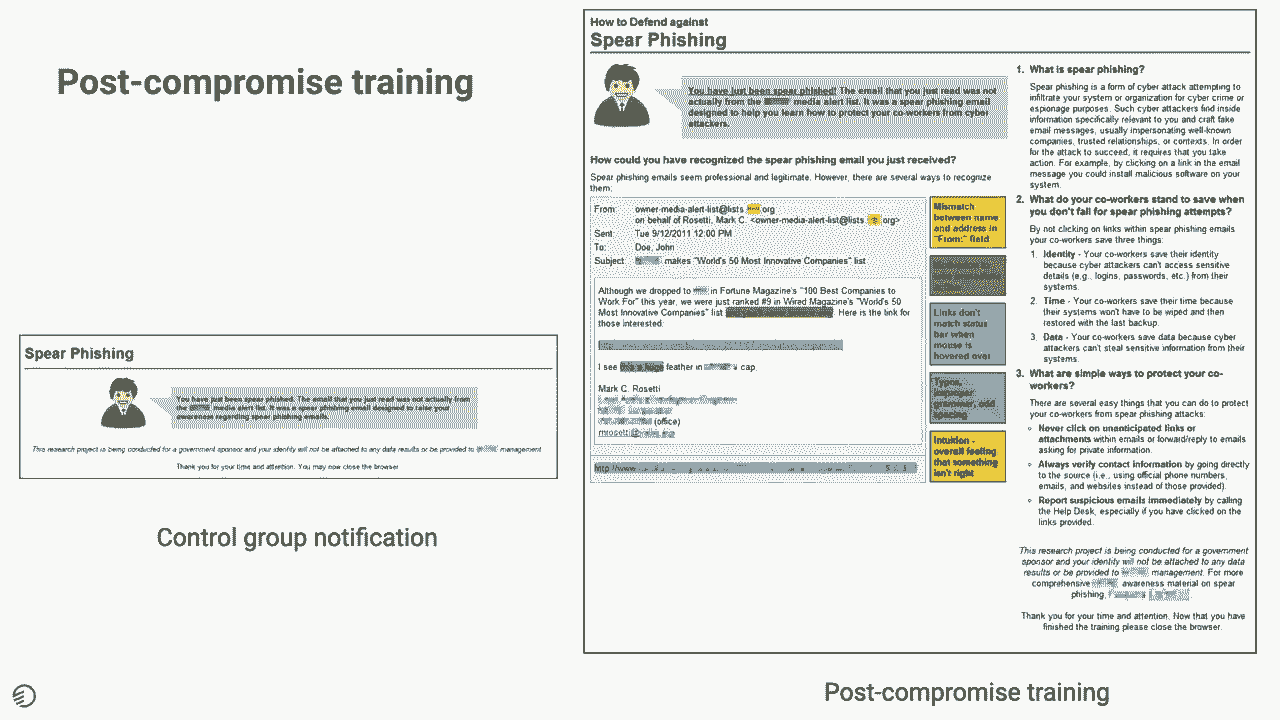 Post-compromise training
Spear Phishing
You have just been spear phished. The email that you just read was not actually from
the media alert list. It was a spear phishing email designed to raise your
awareness regarding spear phishing emails.
This research project is being conducted for a government sponsor and your identity will not be attached to any data results or be provided to management
Thank you for your time and attention. You may now close the browser
Control group notification
How to Defend against
Spear Phishing
You have just been spear phished! The email that you just read was not
actually from the media alert list. It was a spear phishing email
designed to help you learn how to protect your co-workers from cyber
attackers.
How could you have recognized the spear phishing email you just received?
Spear phishing emails seem professional and legitimate. However, there are several ways to recognize
them:
From: owner-media-alert-list@lists. .org
on behalf of Rosetti, Mark C. <owner-media-alert-list@lists. .org>
Sent: Tue 9/12/2011 12:00 PM
To: Doe, John
Subject: makes "World's 50 Most Innovative Companies" list
Although we dropped to in Fortune Magazine's "100 Best Companies to
Work For" this year, we were just ranked #9 in Wired Magazine's "World's 50
Most Innovative Companies" list . Here is the link for
those interested:
I see this a huge feather in 's cap.
Mark C. Rosetti
(office)
http://www
Mismatch
between name
and address in
"From:" field
Links don't
match status
bar when
mouse is
hovered over
Typos,
Intuition -
overall feeling
that something
isn't right
1. What is spear phishing?
Spear phishing is a form of cyber attack attempting to
infiltrate your system or organization for cyber crime or
espionage purposes. Such cyber attackers find inside
information specifically relevant to you and craft fake
email messages, usually impersonating well-known
companies, trusted relationships, or contexts. In order
for the attack to succeed, it requires that you take
action. For example, by clicking on a link in the email
message you could install malicious software on your
system.
2. What do your co-workers stand to save when
you don't fall for spear phishing attempts?
By not clicking on links within spear phishing emails
your co-workers save three things:
1. Identity - Your co-workers save their identity
because cyber attackers can't access sensitive
details (e.g., logins, passwords, etc.) from their
systems.
2. Time - Your co-workers save their time because
their systems won't have to be wiped and then
restored with the last backup.
3. Data - Your co-workers save data because cyber
attackers can't steal sensitive information from their
systems.
3. What are simple ways to protect your co-
workers?
There are several easy things that you can do to protect
your co-workers from spear phishing attacks:
Never click on unanticipated links or
attachments within emails or forward/reply to emails
asking for private information.
Always verify contact information by going directly
to the source (i.e., using official phone numbers,
emails, and websites instead of those provided).
Report suspicious emails immediately by calling
the Help Desk, especially if you have clicked on the
links provided.
This research project is being conducted for a government
sponsor and your identity will not be attached to any data
results or be provided to management. For more
comprehensive awareness material on spear
phishing,
Thank you for your time and attention. Now that you have
finished the training please close the browser.
Post-compromise training